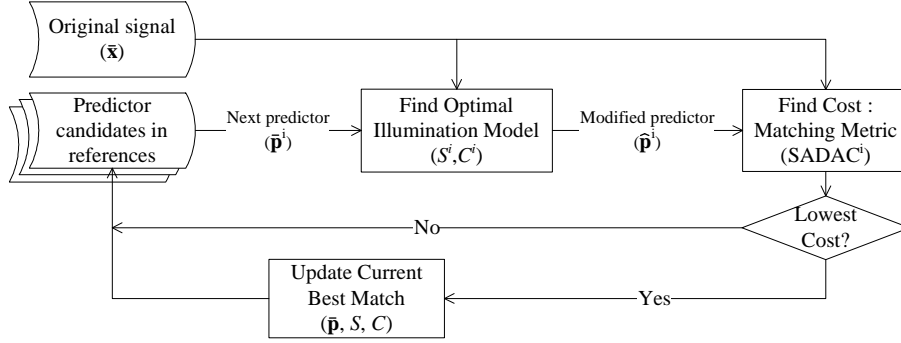 Original signal
(x̄)
Predictor
candidates in
references
Next predictor
(p̄ⁱ)
Find Optimal
Illumination Model
(Sⁱ,Cⁱ)
Modified predictor
(p̂ⁱ)
Find Cost :
Matching Metric
(SADACⁱ)
Lowest
Cost?
No
Update Current
Best Match
(p̄, S, C)
Yes